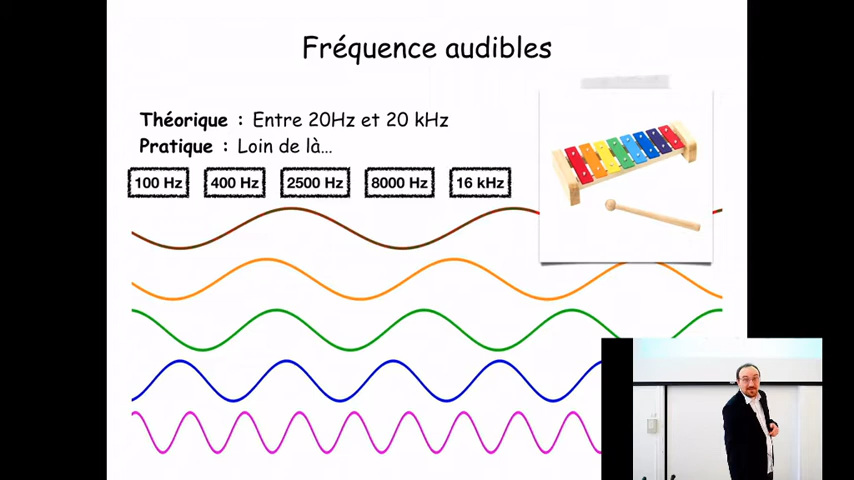 Fréquence audibles
Théorique : Entre 20Hz et 20 kHz
Pratique : Loin de là…
100 Hz 400 Hz 2500 Hz 8000 Hz 16 kHz